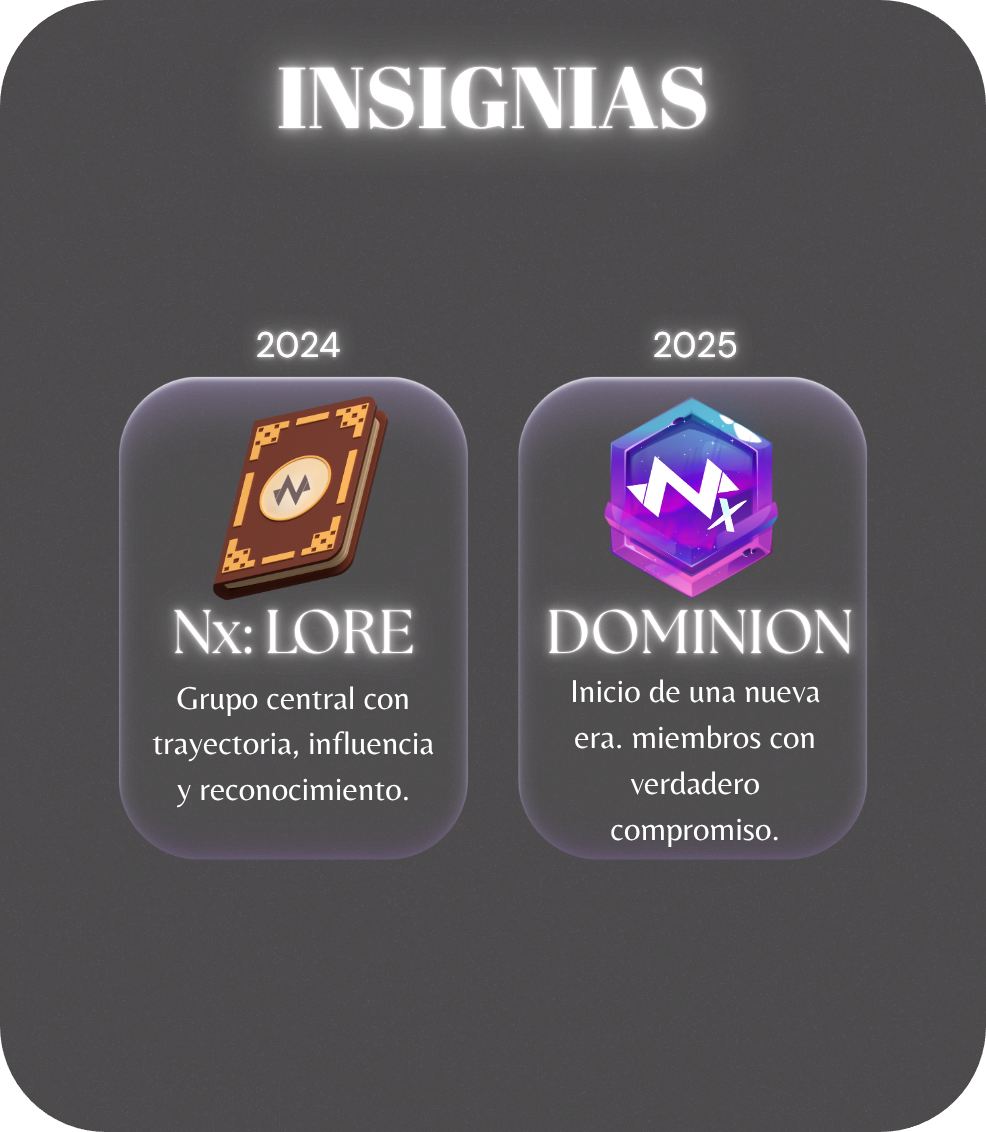 INSIGNIAS
2024
2025
Nx: LORE
Grupo central con
trayectoria, influencia
y reconocimiento.
Nx
DOMINION
Inicio de una nueva
era. miembros con
verdadero
compromiso.